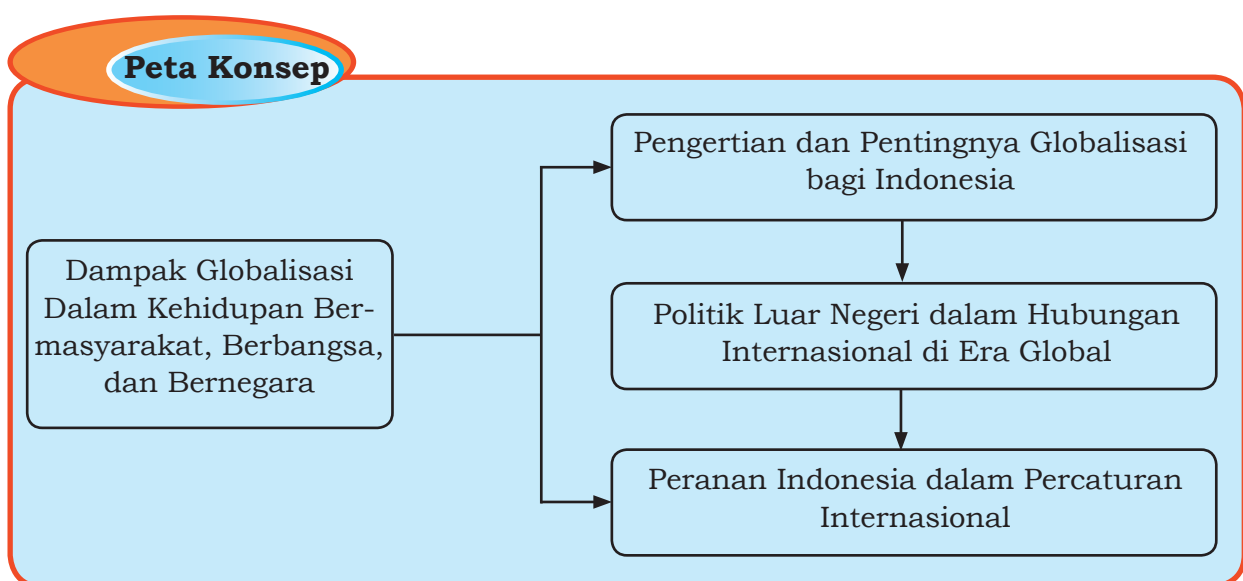 Peta Konsep
Dampak Globalisasi
Dalam Kehidupan Ber-
masyarakat, Berbangsa,
dan Bernegara
Pengertian dan Pentingnya Globalisasi
bagi Indonesia
Politik Luar Negeri dalam Hubungan
Internasional di Era Global
Peranan Indonesia dalam Percaturan
Internasional